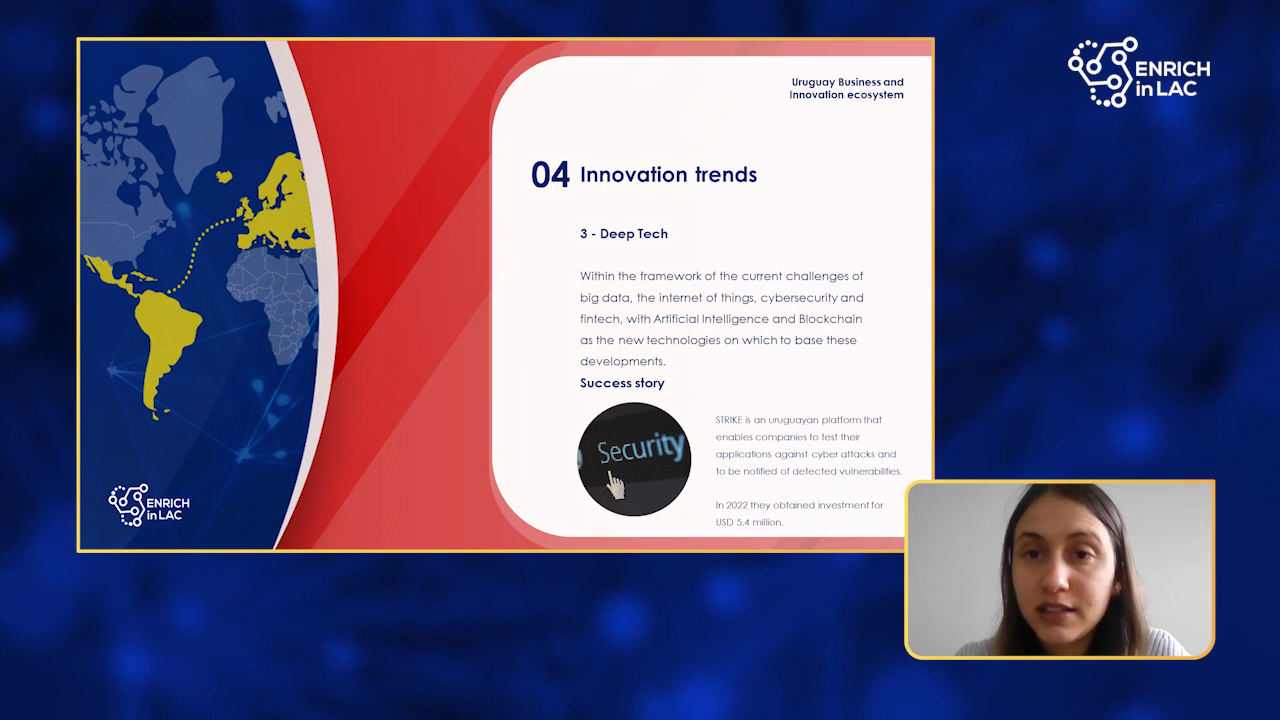 ENRICH
in LAC
Uruguay Business and
Innovation ecosystem
04 Innovation trends
3 - Deep Tech
Within the framework of the current challenges of
big data, the internet of things, cybersecurity and
fintech, with Artificial Intelligence and Blockchain
as the new technologies on which to base these
developments.
Success story
Security
STRIKE is an uruguayan platform that
enables companies to test their
applications against cyber attacks and
to be notified of detected vulnerabilities.
In 2022 they obtained investment for
USD 5.4 million.
ENRICH
in LAC